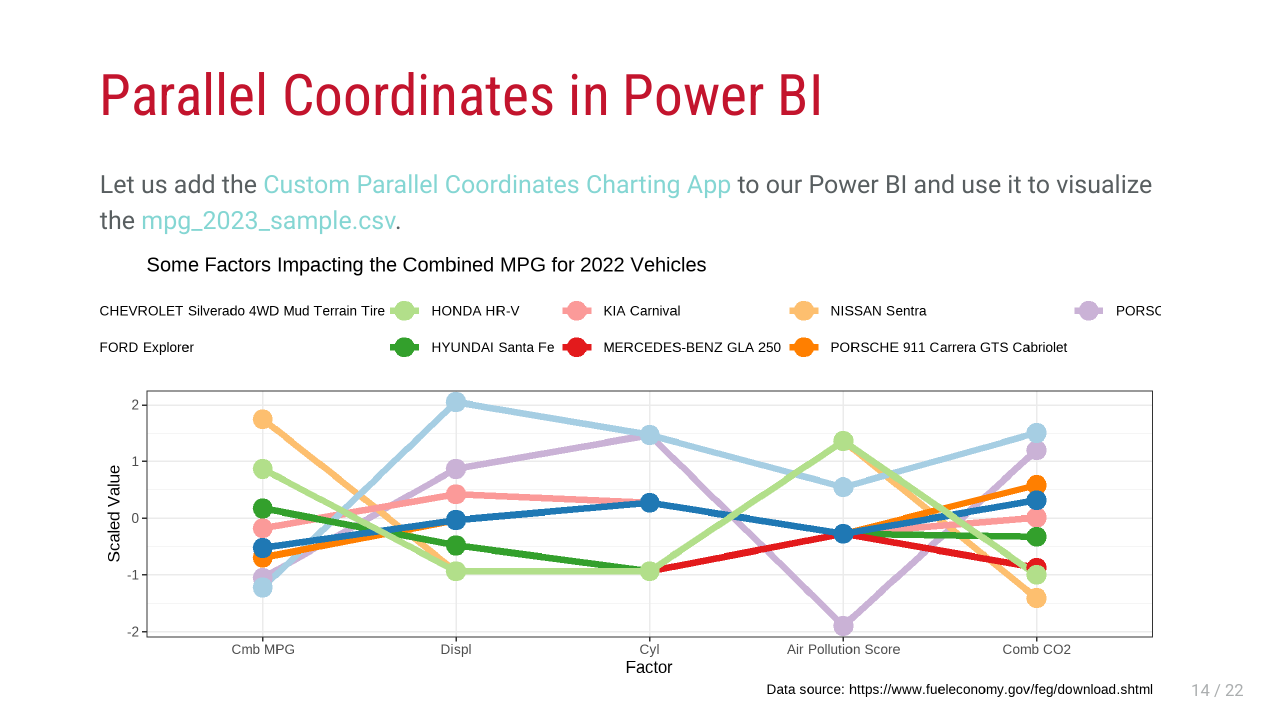 Parallel Coordinates in Power BI
Let us add the Custom Parallel Coordinates Charting App to our Power BI and use it to visualize
the mpg_2023_sample.csv.
Some Factors Impacting the Combined MPG for 2022 Vehicles
CHEVROLET Silverado 4WD Mud Terrain Tire HONDA HR-V KIA Carnival NISSAN Sentra PORSC
FORD Explorer HYUNDAI Santa Fe MERCEDES-BENZ GLA 250 PORSCHE 911 Carrera GTS Cabriolet
2
1
0
-1
-2
Scaled Value
Cmb MPG Displ Cyl Air Pollution Score Comb CO2
Factor
Data source: https://www.fueleconomy.gov/feg/download.shtml
14 / 22